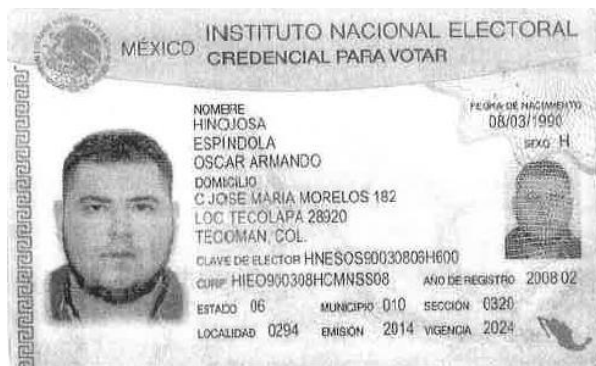 MÉXICO
INSTITUTO NACIONAL ELECTORAL
CREDENCIAL PARA VOTAR
NOMBRE
HINOJOSA
ESPINDOLA
OSCAR ARMANDO
FECHA DE NACIMIENTO
08/03/1990
SEXO H
DOMICILIO
C JOSE MARIA MORELOS 182
LOC TECOLAPA 28920
TECOMAN, COL.
CLAVE DE ELECTOR HNESOS90030806H600
CURP HIEO900308HCMNSS08 AÑO DE REGISTRO 2008 02
ESTADO 06 MUNICIPIO 010 SECCIÓN 0320
LOCALIDAD 0294 EMISIÓN 2014 VIGENCIA 2024